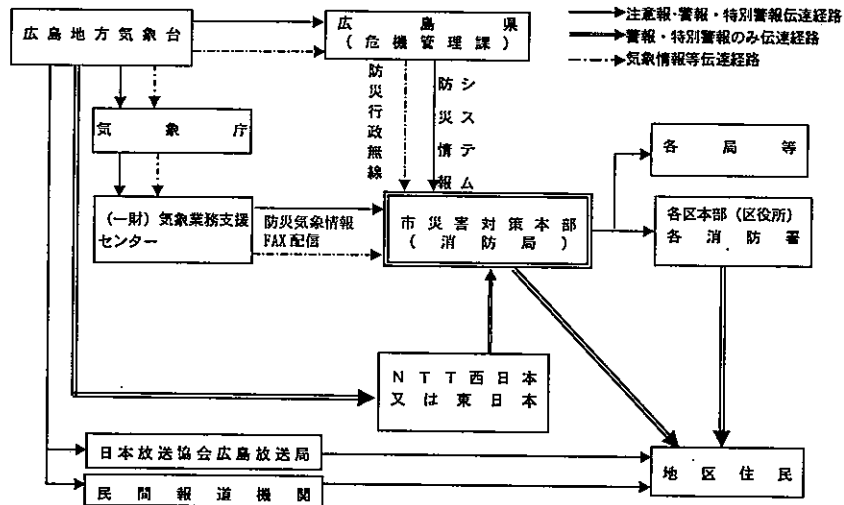 広島地方気象台
広島県
(危機管理課)
注意報・警報・特別警報伝達経路
警報・特別警報のみ伝達経路
気象情報等伝達経路
防災行政無線
防災情報
システム
気象庁
各局等
(一財)気象業務支援
センター
防災気象情報
FAX配信
市災害対策本部
(消防局)
各区本部(区役所)
各消防署
NTT西日本
又は東日本
日本放送協会広島放送局
民間報道機関
地区住民